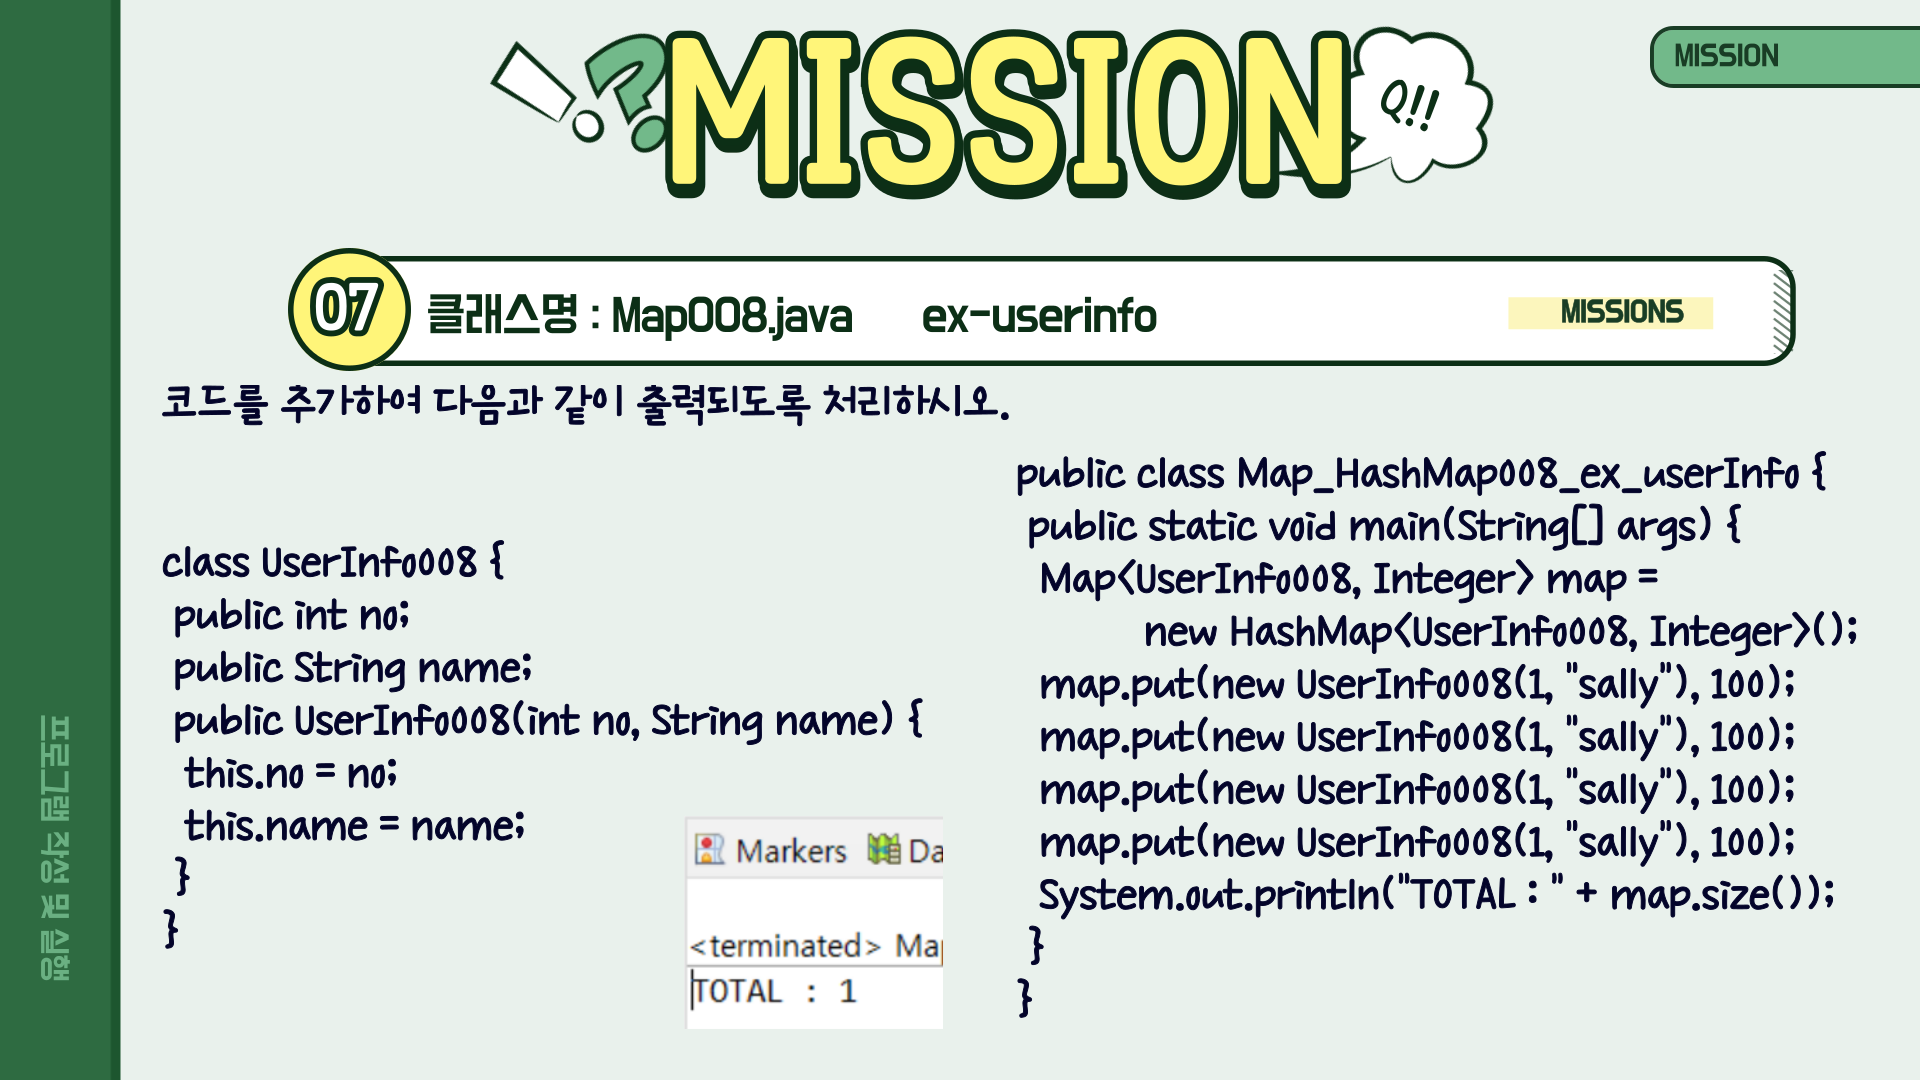 MISSION
Q!!
MISSION
07
클래스명 : Map008.java ex-userinfo
MISSIONS
코드를 추가하여 다음과 같이 출력되도록 처리하시오.
class UserInfo008 {
public int no;
public String name;
public UserInfo008(int no, String name) {
this.no = no;
this.name = name;
}
}
Markers Da
<terminated> Map
TOTAL : 1
public class Map_HashMap008_ex_userInfo {
public static void main(String[] args) {
Map<UserInfo008, Integer> map =
new HashMap<UserInfo008, Integer>();
map.put(new UserInfo008(1, "sally"), 100);
map.put(new UserInfo008(1, "sally"), 100);
map.put(new UserInfo008(1, "sally"), 100);
map.put(new UserInfo008(1, "sally"), 100);
System.out.println("TOTAL : " + map.size());
}
}
프로그램 작성 및 실행